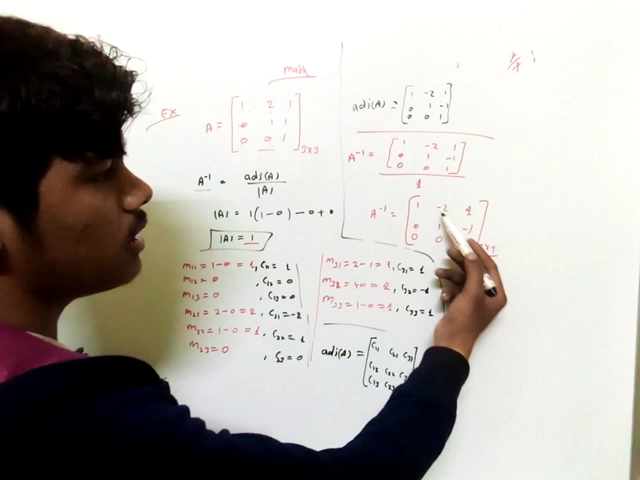 math
Ex
A = [ 1 2 1
0 1 1
0 0 1 ] 3x3
A⁻¹ = adj(A)
|A|
|A| = 1(1-0)-0+0
|A| = 1
m11 = 1-0 = 1, C11 = 1
m12 = 0 , C12 = 0
m13 = 0 , C13 = 0
m21 = 2-0 = 2, C21 = -2
m22 = 1-0 = 1, C22 = 1
m23 = 0 , C23 = 0
adj(A) = [ 1 -2 1
0 1 -1
0 0 1 ]
A⁻¹ = [ 1 -2 1
0 1 -1
0 0 1 ]
1
A⁻¹ = [ 1 -2 1
0 1 -1
0 0
m31 = 2-1 = 1, C31 = 1
m32 = 1-0 = 1, C32 = -1
m33 = 1-0 = 1, C33 = 1
adj(A) = [ C11 C21 C31
C12 C22
C13 C23